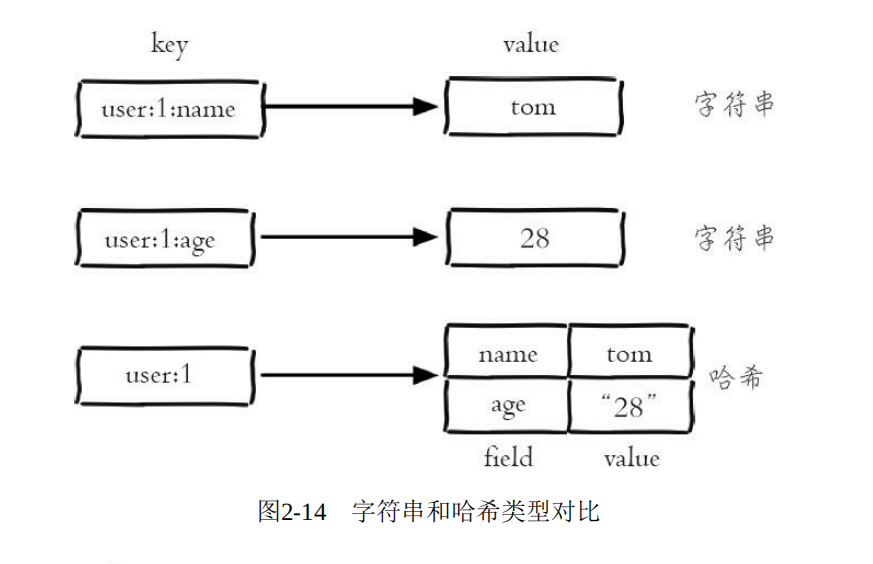 key value
user:1:name tom 字符串
user:1:age 28 字符串
name tom
user:1 哈希
age “28”
field value
图2-14 字符串和哈希类型对比